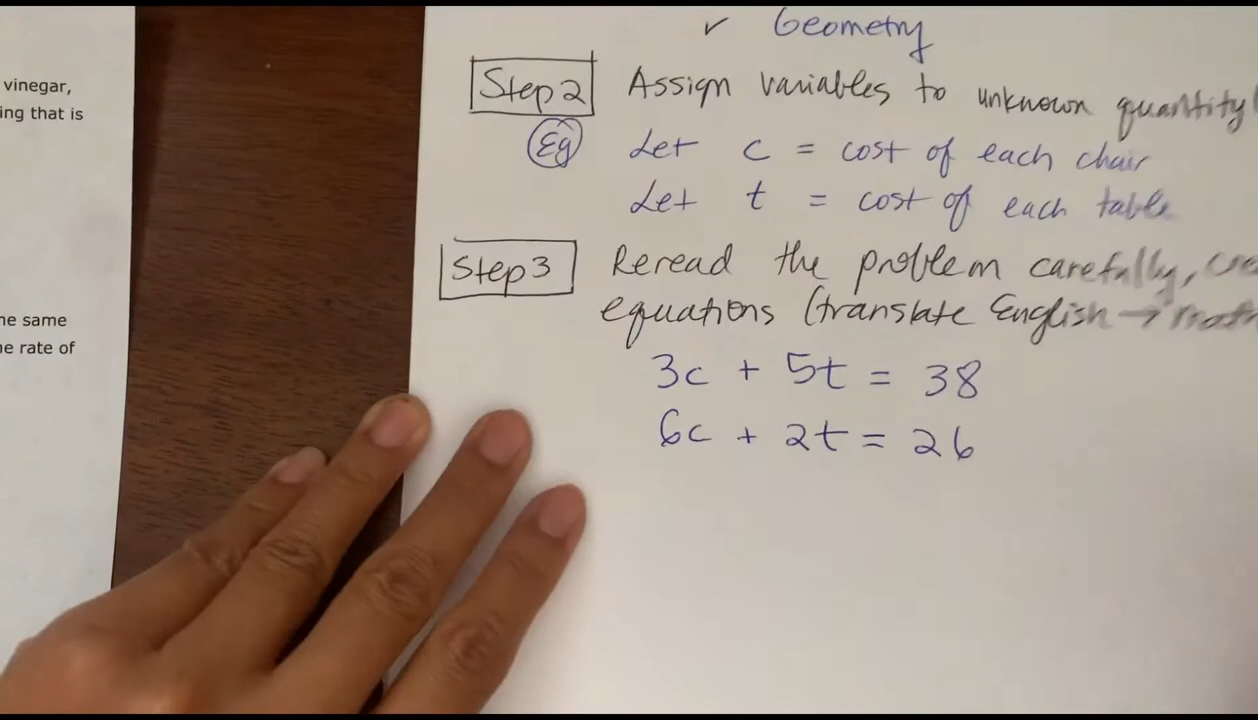 vinegar,
ing that is
he same
e rate of
✓ Geometry
Step 2 Assign variables to unknown quantity
Eg Let c = cost of each chair
Let t = cost of each table
Step 3 Reread the problem carefully,
equations (translate English → math
3c + 5t = 38
6c + 2t = 26